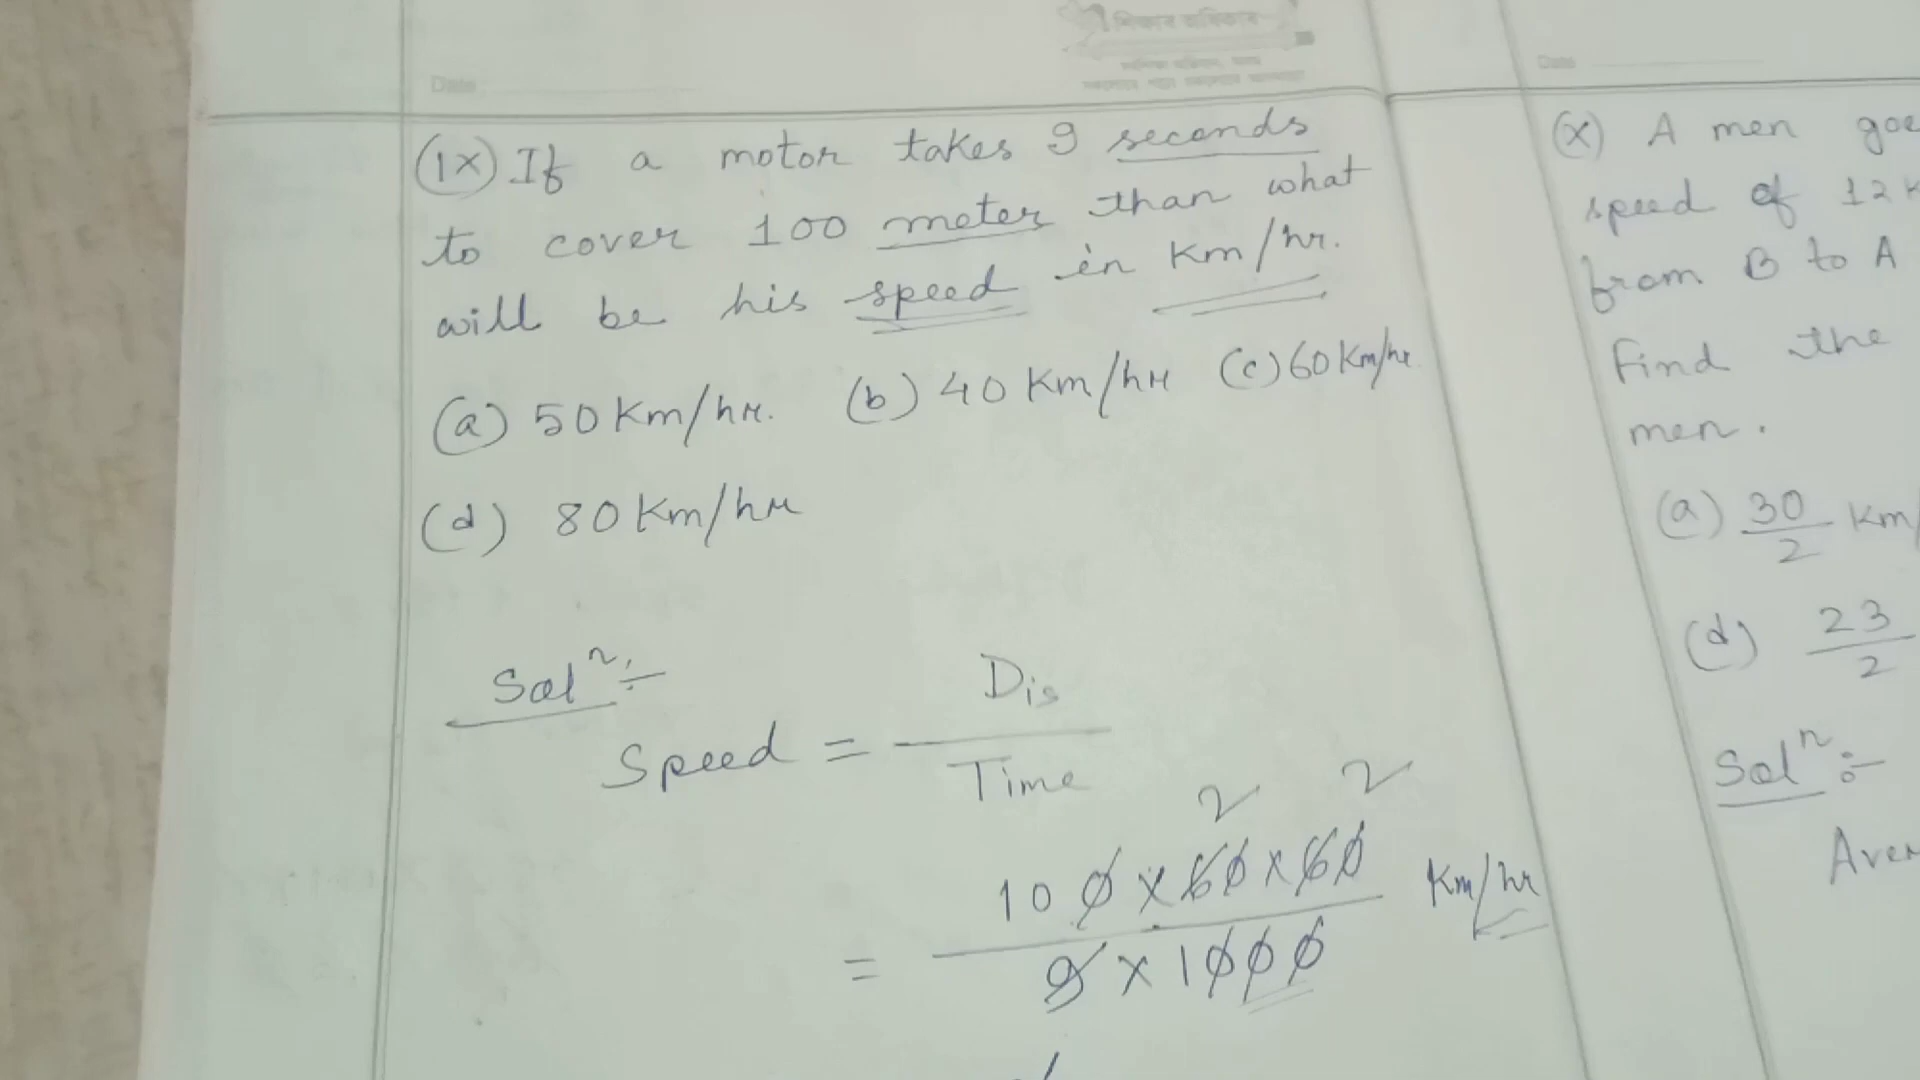 Date
(ix) If a motor takes 9 seconds
to cover 100 meter than what
will be his speed in Km/hr.
(a) 50 Km/hr. (b) 40 Km/hr (c) 60 Km/hr
(d) 80 Km/hr
Solⁿ:-
Speed = Dis
Time
2 2
= 100 x 60 x 60 Km/hr
9 x 1000
Date
(x) A men goe
speed of 12 K
from B to A
Find the
men.
(a) 30/2 Km/
(d) 23/2
Solⁿ:-
Aver